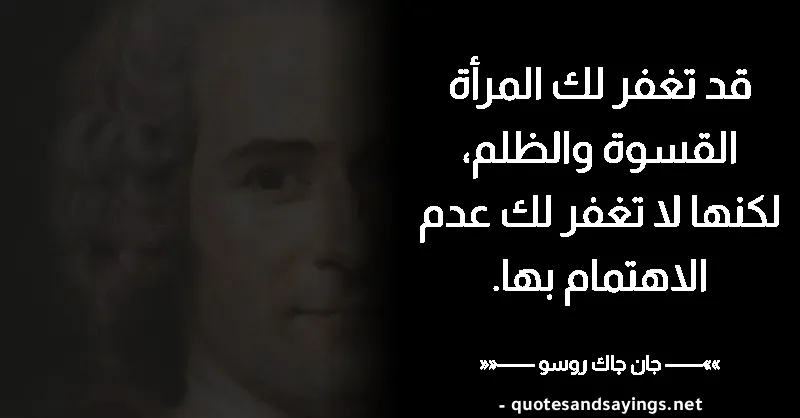 قد تغفر لك المرأة
القسوة والظلم،
لكنها لا تغفر لك عدم
الاهتمام بها.
»»—— جان جاك روسو ——««
- quotesandsayings.net